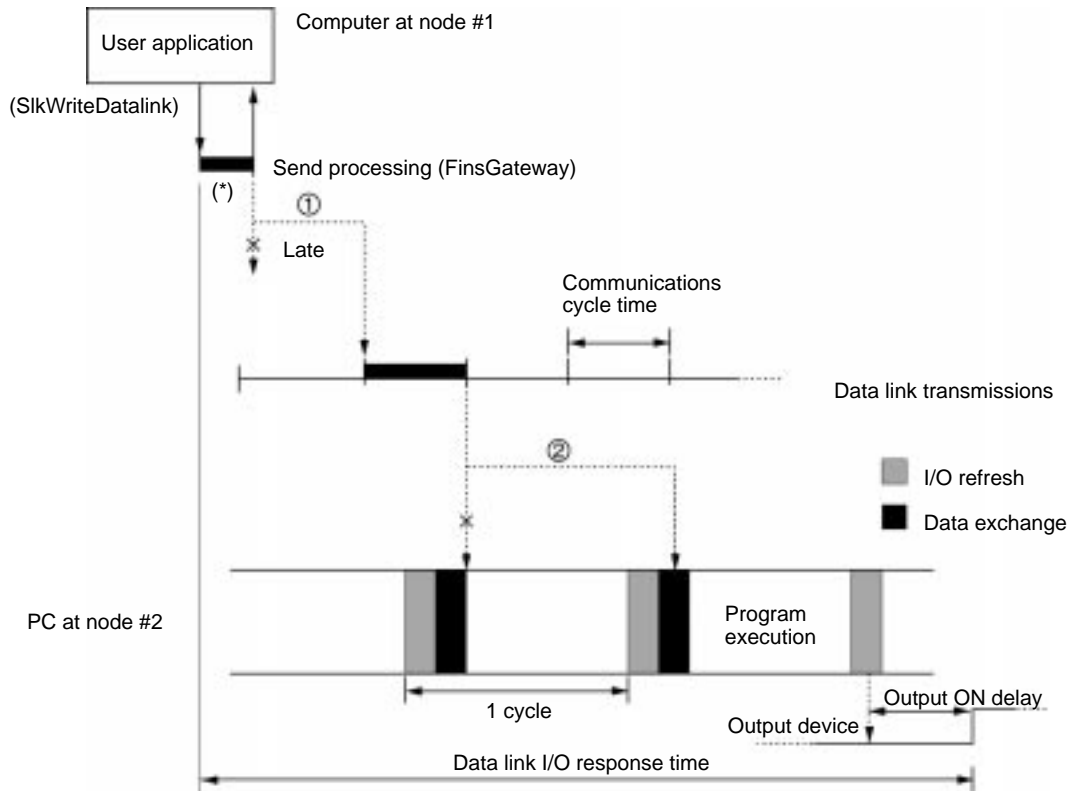 Computer at node #1
User application
(SlkWriteDatalink)
Send processing (FinsGateway)
(*)
①
Late
Communications
cycle time
Data link transmissions
②
I/O refresh
Data exchange
PC at node #2
Program
execution
1 cycle
Output ON delay
Output device
Data link I/O response time